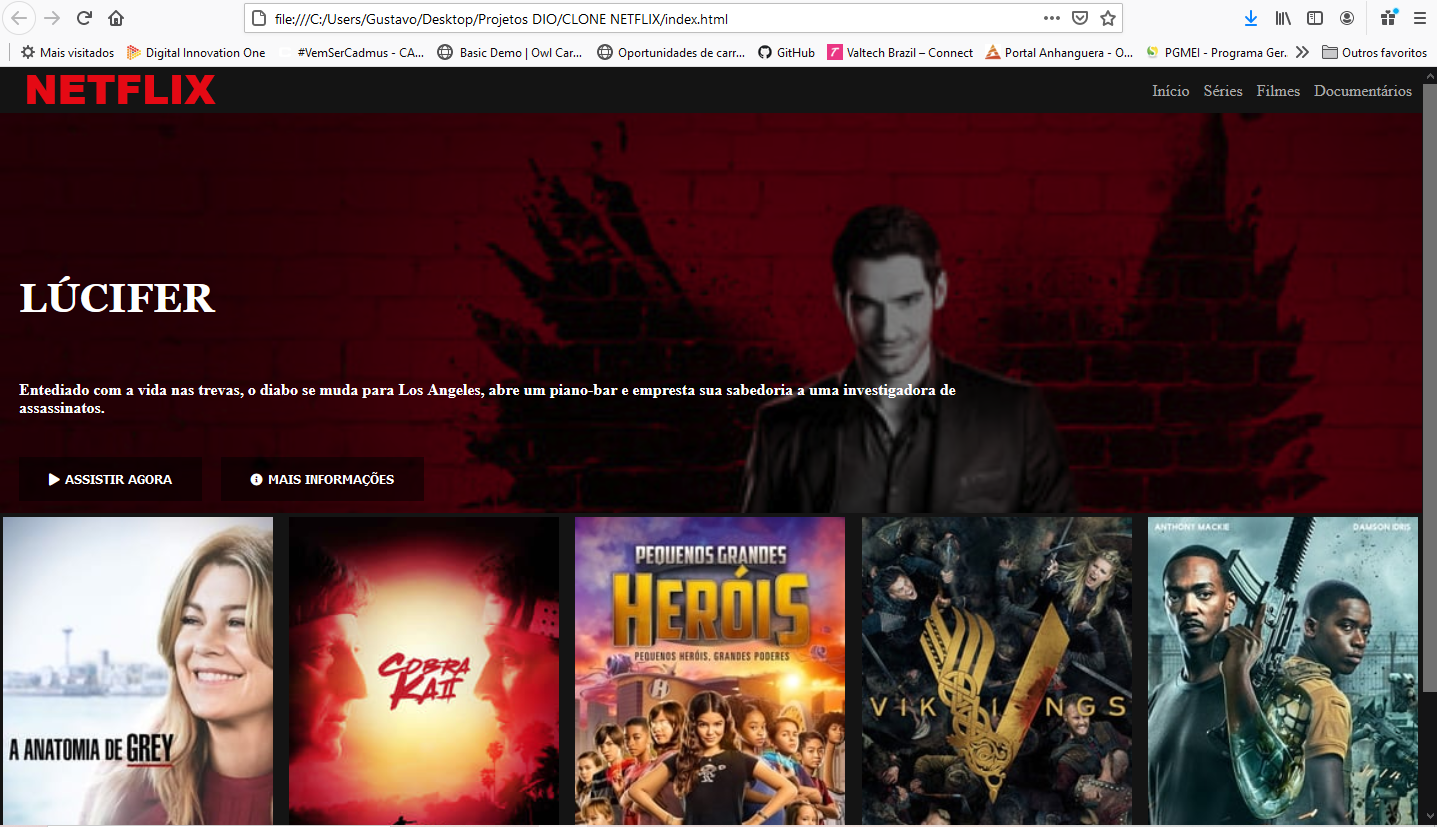 file:///C:/Users/Gustavo/Desktop/Projetos DIO/CLONE NETFLIX/index.html
Mais visitados Digital Innovation One #VemSerCadmus - CA... Basic Demo | Owl Car... Oportunidades de carr... GitHub Valtech Brazil – Connect Portal Anhanguera - O... PGMEI - Programa Ger. Outros favoritos
NETFLIX Início Séries Filmes Documentários
LÚCIFER
Entediado com a vida nas trevas, o diabo se muda para Los Angeles, abre um piano-bar e empresta sua sabedoria a uma investigadora de
assassinatos.
ASSISTIR AGORA MAIS INFORMAÇÕES
A ANATOMIA DE GREY
COBRA
KAI II
PEQUENOS GRANDES
HERÓIS
PEQUENOS HERÓIS, GRANDES PODERES
VIKINGS
ANTHONY MACKIE DAMSON IDRIS